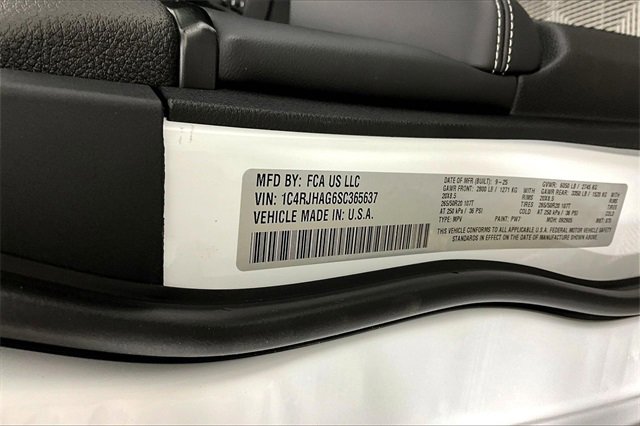 MFD BY: FCA US LLC
VIN: 1C4RJHAG6SC365637
VEHICLE MADE IN: U.S.A.
DATE OF MFR (BUILT): 9-25 GVWR: 6050 LB / 2745 KG
GAWR FRONT: 2800 LB / 1271 KG WITH GAWR REAR: 3350 LB / 1520 KG WITH
20X8.5 RIMS 20X8.5 RIMS
265/50R20 107T TIRES 265/50R20 107T TIRES
AT 250 kPa / 36 PSI COLD AT 250 kPa / 36 PSI COLD
TYPE: MPV PAINT: PW7 MDH: 092905
THIS VEHICLE CONFORMS TO ALL APPLICABLE U.S.A. FEDERAL MOTOR VEHICLE SAFETY
STANDARDS IN EFFECT ON THE DATE OF MANUFACTURE SHOWN ABOVE.